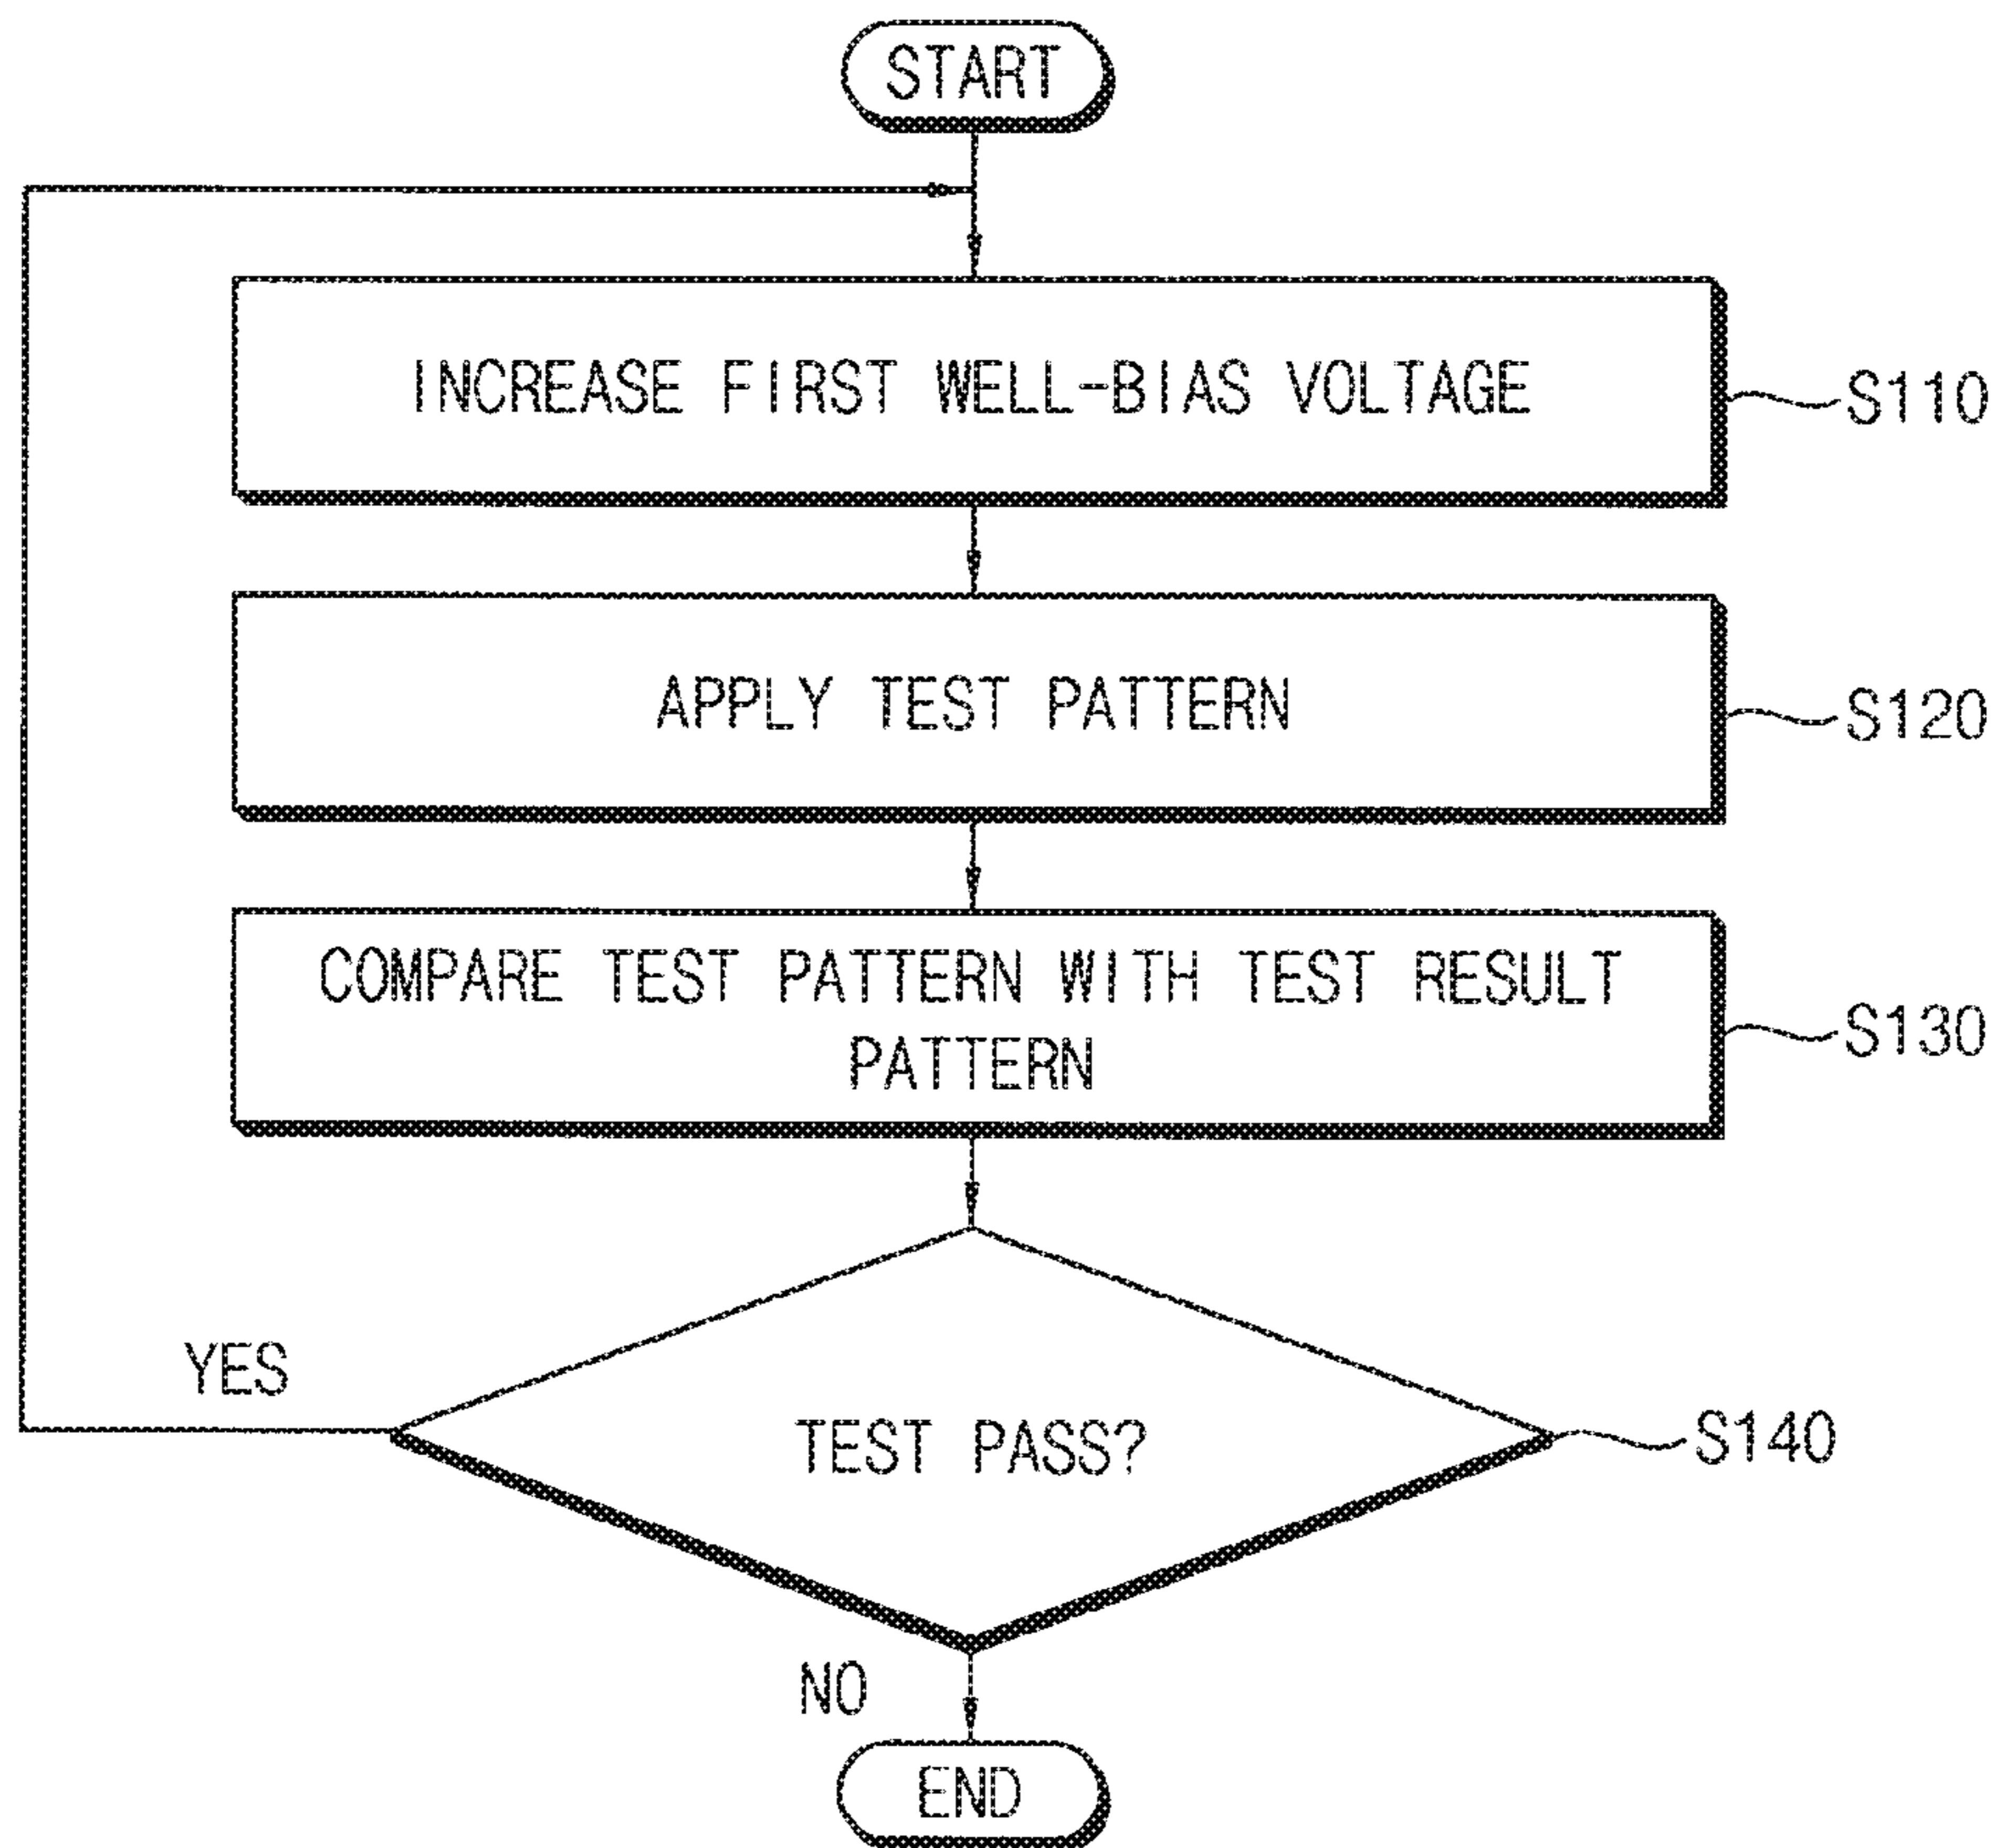 START
INCREASE FIRST WELL-BIAS VOLTAGE
S110
APPLY TEST PATTERN
S120
COMPARE TEST PATTERN WITH TEST RESULT
PATTERN
S130
YES
TEST PASS?
S140
NO
END